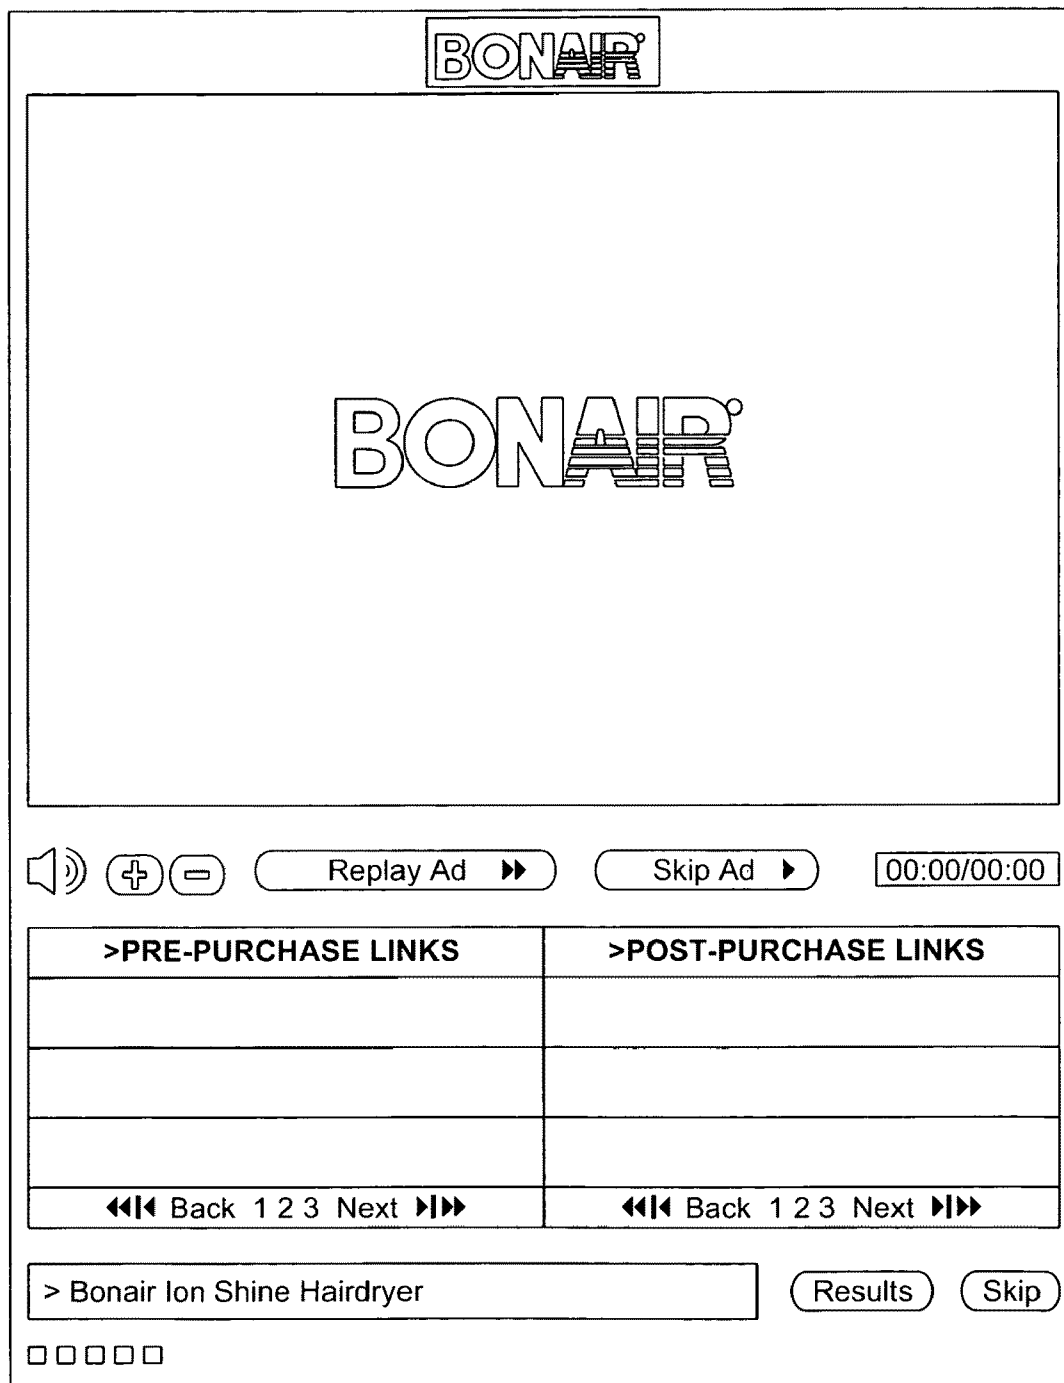 BONAIR
BONAIR
Replay Ad
Skip Ad
00:00/00:00
>PRE-PURCHASE LINKS
>POST-PURCHASE LINKS
Back 1 2 3 Next
Back 1 2 3 Next
> Bonair Ion Shine Hairdryer
Results
Skip